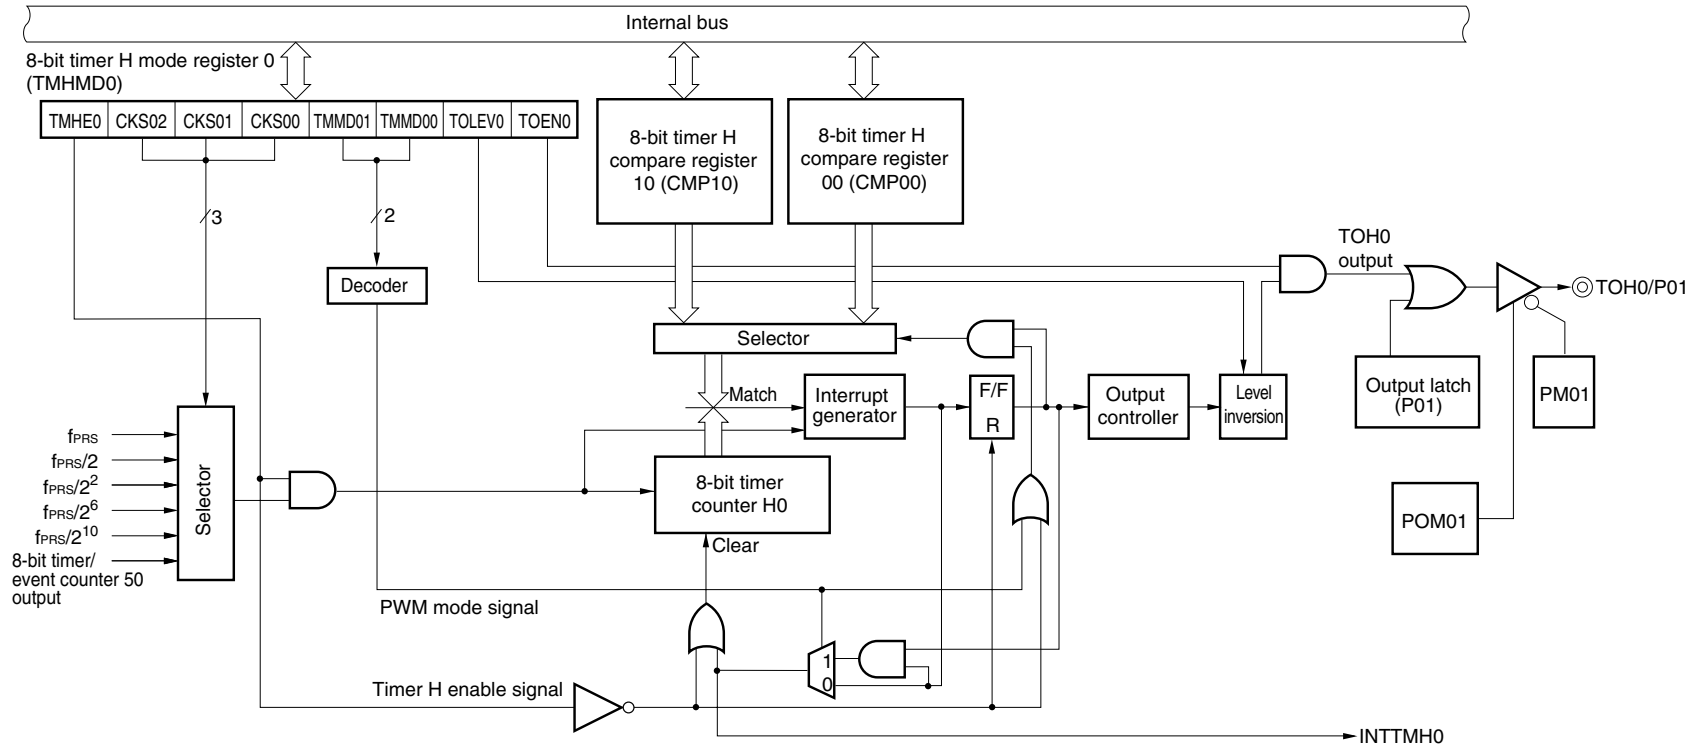 Internal bus
8-bit timer H mode register 0
(TMHMD0)
TMHE0 CKS02 CKS01 CKS00 TMMD01 TMMD00 TOLEV0 TOEN0
8-bit timer H
compare register
10 (CMP10)
8-bit timer H
compare register
00 (CMP00)
3
2
Decoder
TOH0
output
TOH0/P01
Selector
Match
Interrupt
generator
F/F
R
Output
controller
Level
inversion
Output latch
(P01)
PM01
POM01
fPRS
fPRS/2
fPRS/2²
fPRS/2⁶
fPRS/2¹⁰
8-bit timer/
event counter 50
output
Selector
8-bit timer
counter H0
Clear
PWM mode signal
1
0
Timer H enable signal
INTTMH0